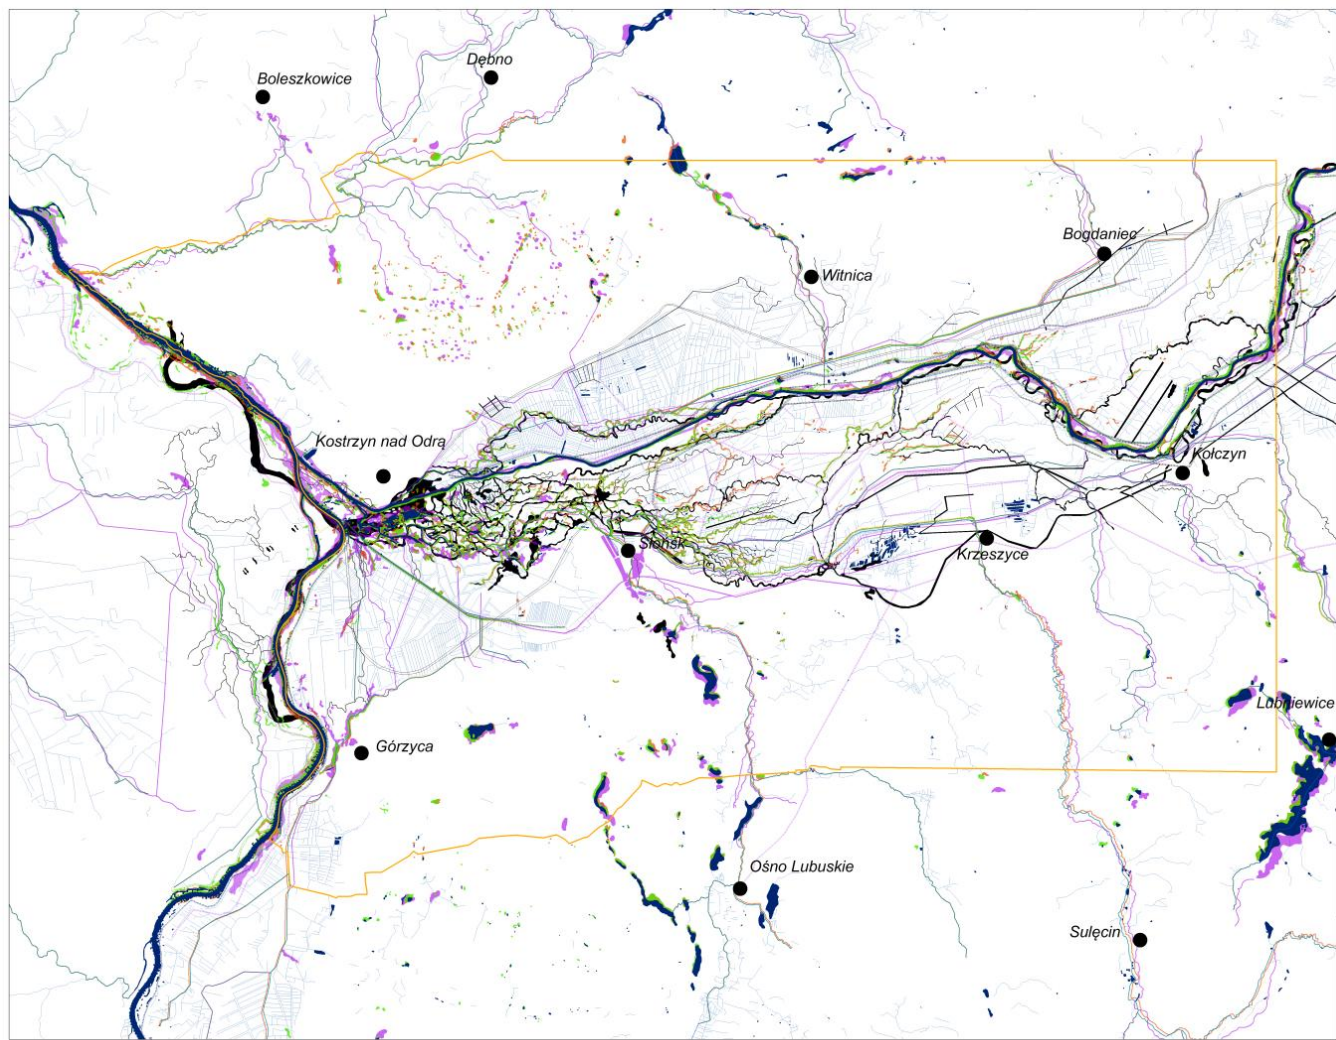 Dębno
Boleszkowice
Bogdaniec
Witnica
Kostrzyn nad Odrą
Kołczyn
Słońsk
Krzeszyce
Lubniewice
Górzyca
Ośno Lubuskie
Sulęcin